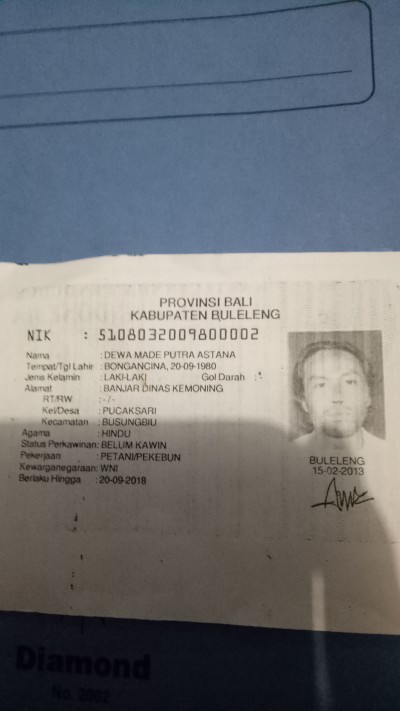 PROVINSI BALI
KABUPATEN BULELENG
NIK : 5108032009800002
Nama : DEWA MADE PUTRA ASTANA
Tempat/Tgl Lahir : BONGANCINA, 20-09-1980
Jenis Kelamin : LAKI-LAKI Gol Darah : -
Alamat : BANJAR DINAS KEMONING
RT/RW : -/-
Kel/Desa : PUCAKSARI
Kecamatan : BUSUNGBIU
Agama : HINDU
Status Perkawinan: BELUM KAWIN
Pekerjaan : PETANI/PEKEBUN
Kewarganegaraan: WNI
Berlaku Hingga : 20-09-2018
BULELENG
15-02-2013
Diamond
No. 2002